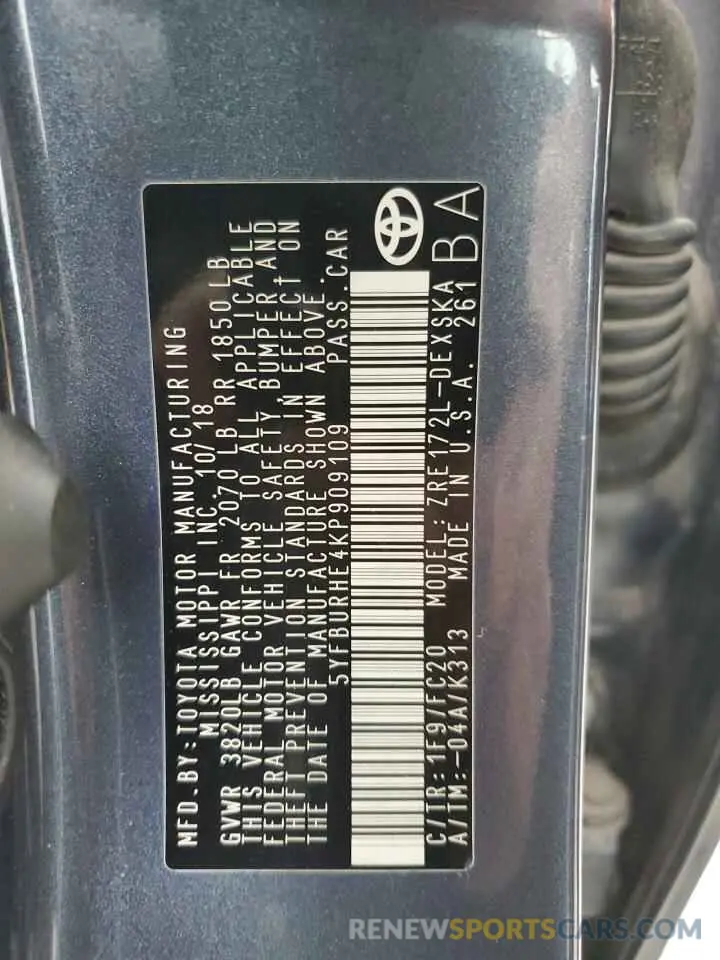 MFD.BY:TOYOTA MOTOR MANUFACTURING
MISSISSIPPI INC. 10/18
GVWR 3820LB GAWR FR 2070 LB RR 1850 LB
THIS VEHICLE CONFORMS TO ALL APPLICABLE
FEDERAL MOTOR VEHICLE SAFETY BUMPER AND
THEFT PREVENTION STANDARDS IN EFFECT ON
THE DATE OF MANUFACTURE SHOWN ABOVE.
5YFBURHE4KP909109 PASS.CAR
C/TR:1F9/FC20 MODEL:ZRE172L-DEXSKA
A/TM:-04A/K313 MADE IN U.S.A. 261
BA
RENEWSPORTSCARS.COM